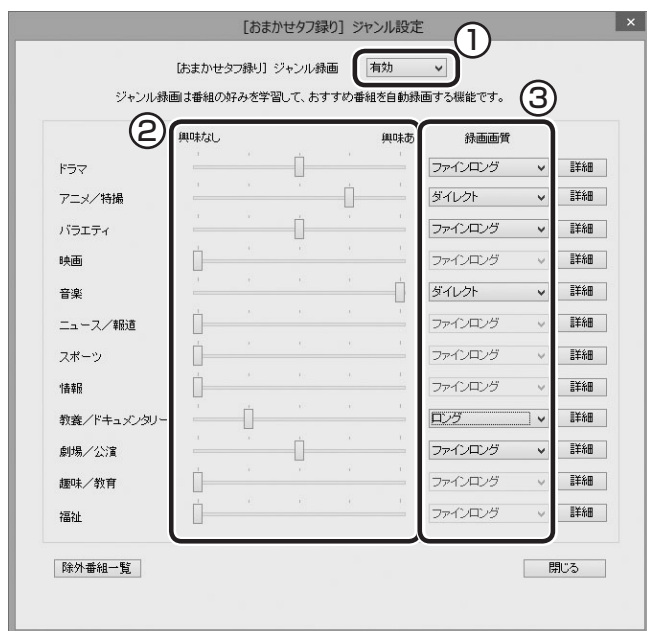 [おまかせタフ録り] ジャンル設定
×
①
[おまかせタフ録り] ジャンル録画 有効
ジャンル録画は番組の好みを学習して、おすすめ番組を自動録画する機能です。
② ③
興味なし 興味あ 録画画質
ドラマ ファインロング 詳細
アニメ/特撮 ダイレクト 詳細
バラエティ ファインロング 詳細
映画 ファインロング 詳細
音楽 ダイレクト 詳細
ニュース/報道 ファインロング 詳細
スポーツ ファインロング 詳細
情報 ファインロング 詳細
教養/ドキュメンタリー ロング 詳細
劇場/公演 ファインロング 詳細
趣味/教育 ファインロング 詳細
福祉 ファインロング 詳細
除外番組一覧 閉じる